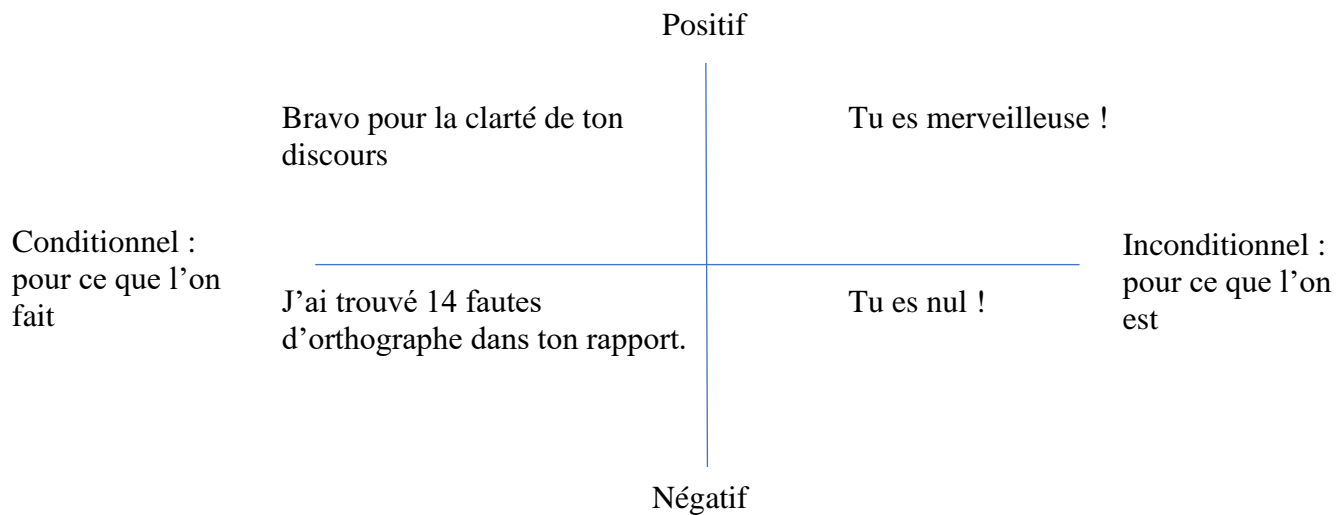 Positif
Bravo pour la clarté de ton
discours
Tu es merveilleuse !
Conditionnel :
pour ce que l’on
fait
Inconditionnel :
pour ce que l’on
est
J’ai trouvé 14 fautes
d’orthographe dans ton rapport.
Tu es nul !
Négatif